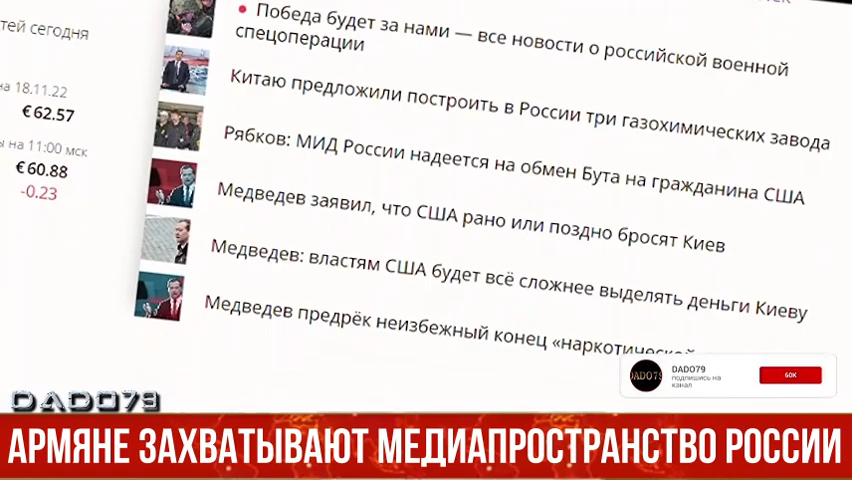 тей сегодня
на 18.11.22
€ 62.57
ы на 11:00 мск
€ 60.88
-0.23
Победа будет за нами — все новости о российской военной
спецоперации
Китаю предложили построить в России три газохимических завода
Рябков: МИД России надеется на обмен Бута на гражданина США
Медведев заявил, что США рано или поздно бросят Киев
Медведев: властям США будет всё сложнее выделять деньги Киеву
Медведев предрёк неизбежный конец «наркотической
DADO79
DADO79
подпишись на
канал
60K
DADO79
АРМЯНЕ ЗАХВАТЫВАЮТ МЕДИАПРОСТРАНСТВО РОССИИ